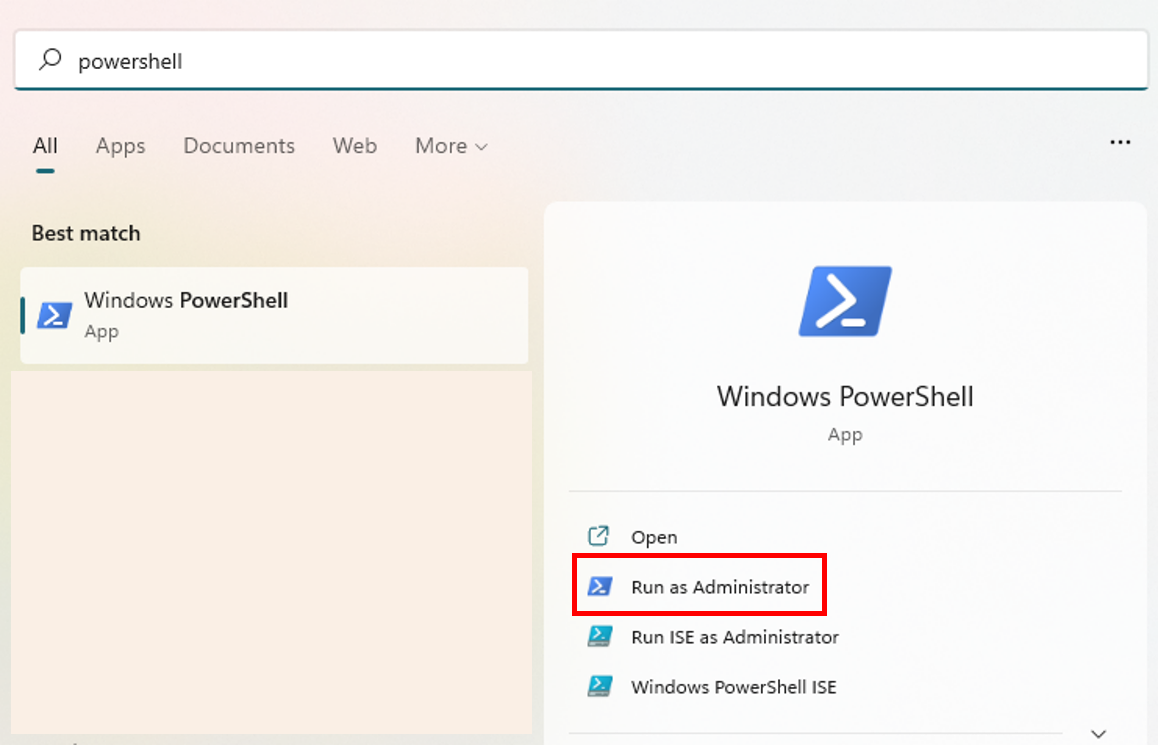 powershell
All Apps Documents Web More
Best match
Windows PowerShell
App
Windows PowerShell
App
Open
Run as Administrator
Run ISE as Administrator
Windows PowerShell ISE